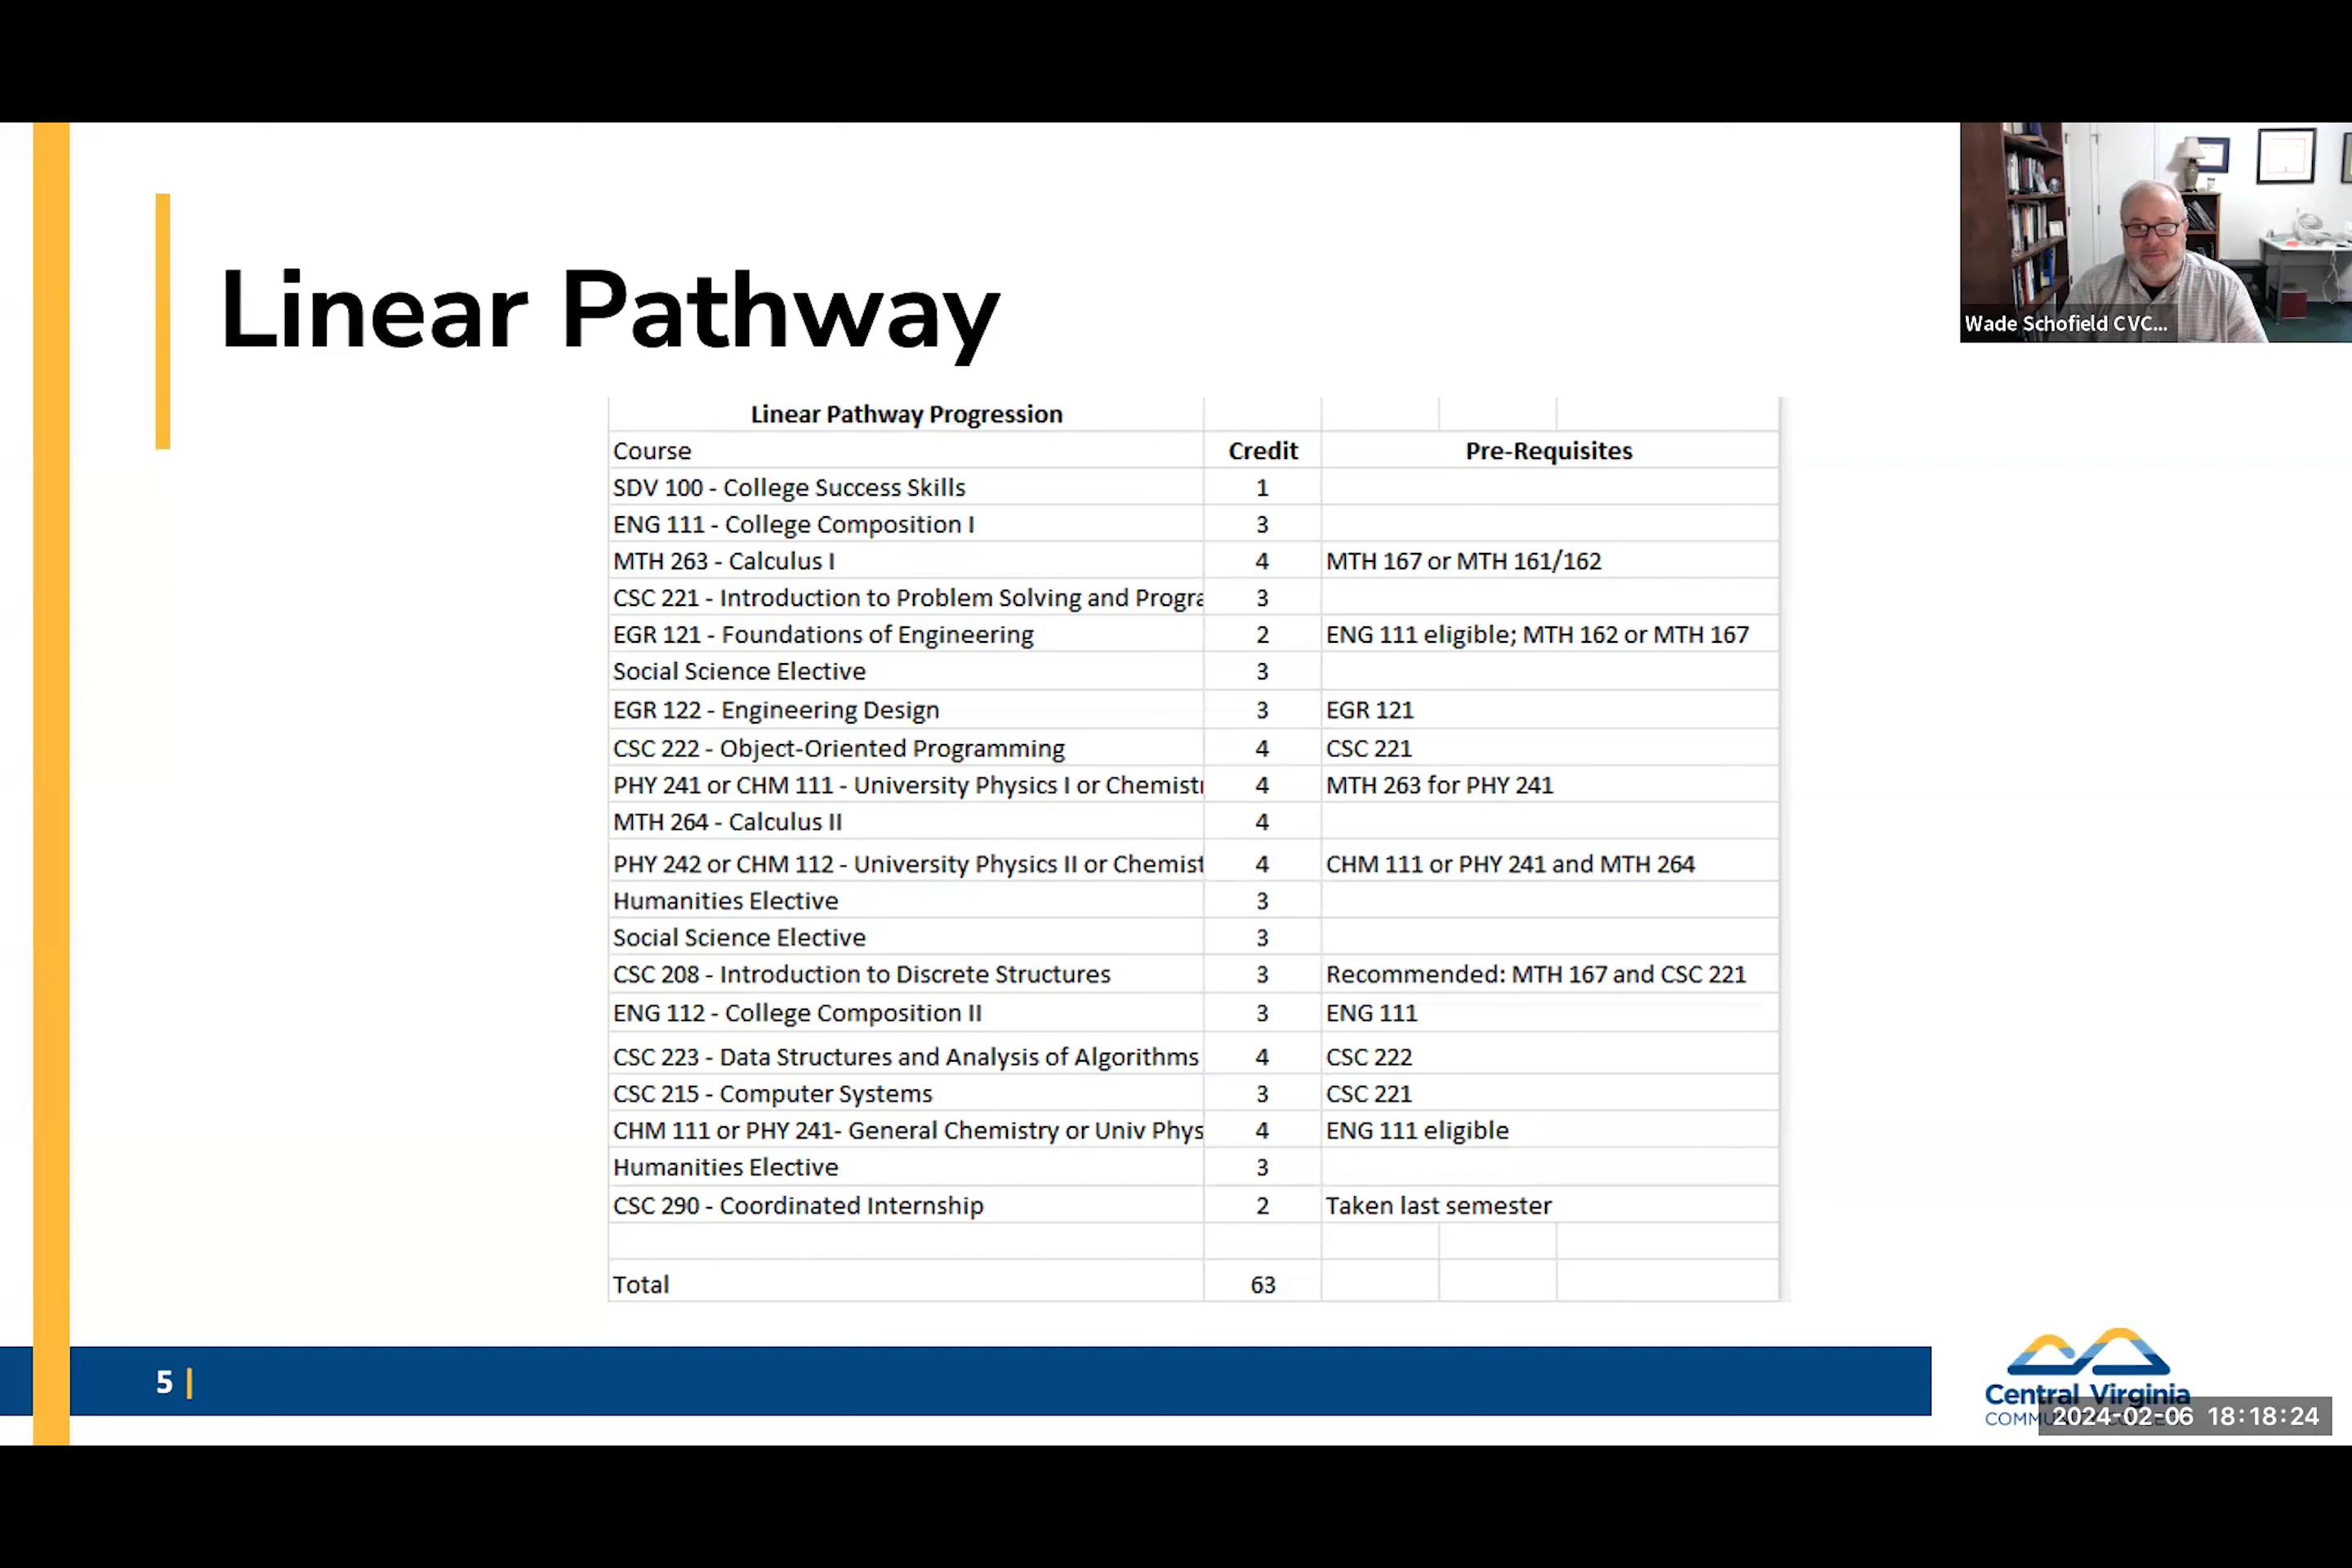 Wade Schofield CVC...
Linear Pathway
Linear Pathway Progression
Course Credit Pre-Requisites
SDV 100 - College Success Skills 1
ENG 111 - College Composition I 3
MTH 263 - Calculus I 4 MTH 167 or MTH 161/162
CSC 221 - Introduction to Problem Solving and Progra 3
EGR 121 - Foundations of Engineering 2 ENG 111 eligible; MTH 162 or MTH 167
Social Science Elective 3
EGR 122 - Engineering Design 3 EGR 121
CSC 222 - Object-Oriented Programming 4 CSC 221
PHY 241 or CHM 111 - University Physics I or Chemist 4 MTH 263 for PHY 241
MTH 264 - Calculus II 4
PHY 242 or CHM 112 - University Physics II or Chemist 4 CHM 111 or PHY 241 and MTH 264
Humanities Elective 3
Social Science Elective 3
CSC 208 - Introduction to Discrete Structures 3 Recommended: MTH 167 and CSC 221
ENG 112 - College Composition II 3 ENG 111
CSC 223 - Data Structures and Analysis of Algorithms 4 CSC 222
CSC 215 - Computer Systems 3 CSC 221
CHM 111 or PHY 241- General Chemistry or Univ Phys 4 ENG 111 eligible
Humanities Elective 3
CSC 290 - Coordinated Internship 2 Taken last semester
Total 63
5
Central Virginia
2024-02-06 18:18:24